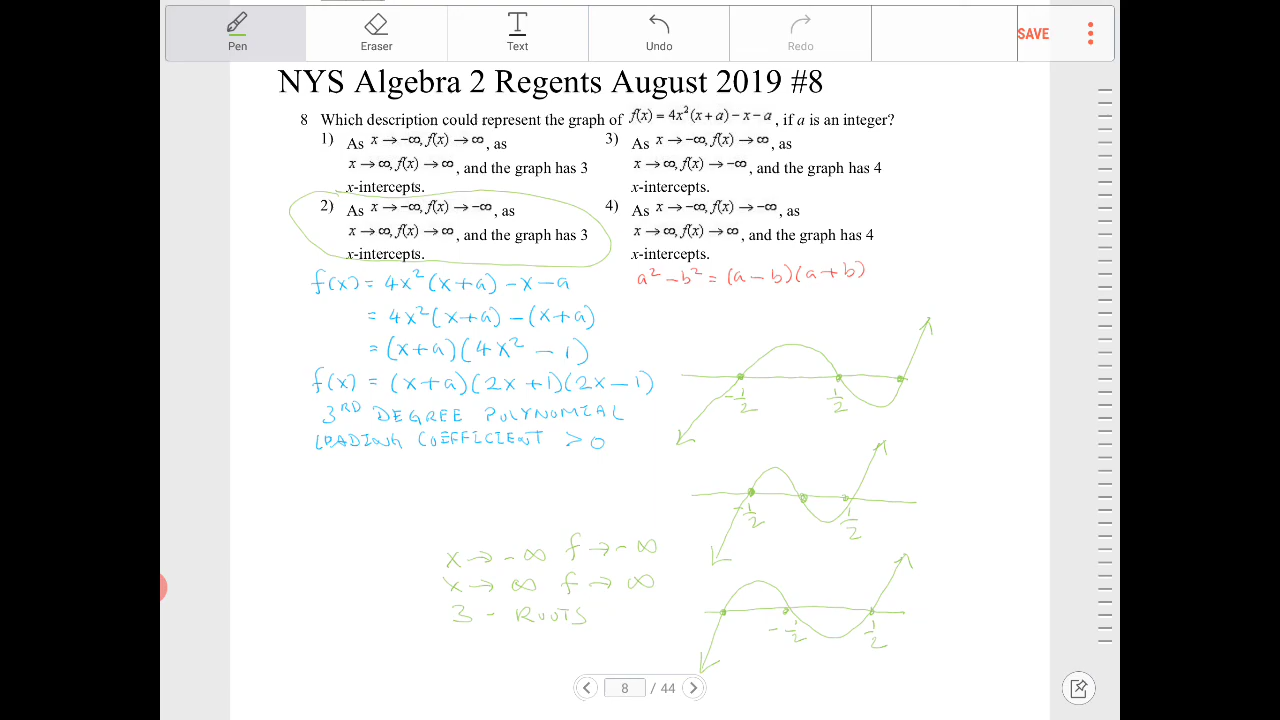 Pen Eraser Text Undo Redo SAVE
NYS Algebra 2 Regents August 2019 #8
8 Which description could represent the graph of f(x) = 4x²(x + a) − x − a, if a is an integer?
1) As x → −∞, f(x) → ∞, as
x → ∞, f(x) → ∞, and the graph has 3
x-intercepts.
2) As x → −∞, f(x) → −∞, as
x → ∞, f(x) → ∞, and the graph has 3
x-intercepts.
3) As x → −∞, f(x) → ∞, as
x → ∞, f(x) → −∞, and the graph has 4
x-intercepts.
4) As x → −∞, f(x) → −∞, as
x → ∞, f(x) → ∞, and the graph has 4
x-intercepts.
f(x) = 4x²(x+a) − x − a
= 4x²(x+a) − (x+a)
= (x+a)(4x² − 1)
f(x) = (x+a)(2x+1)(2x−1)
3RD DEGREE POLYNOMIAL
LEADING COEFFICIENT > 0
a² − b² = (a − b)(a + b)
−1/2 1/2
−1/2 1/2
−1/2 1/2
x → −∞ f → −∞
x → ∞ f → ∞
3 - ROOTS
8 / 44